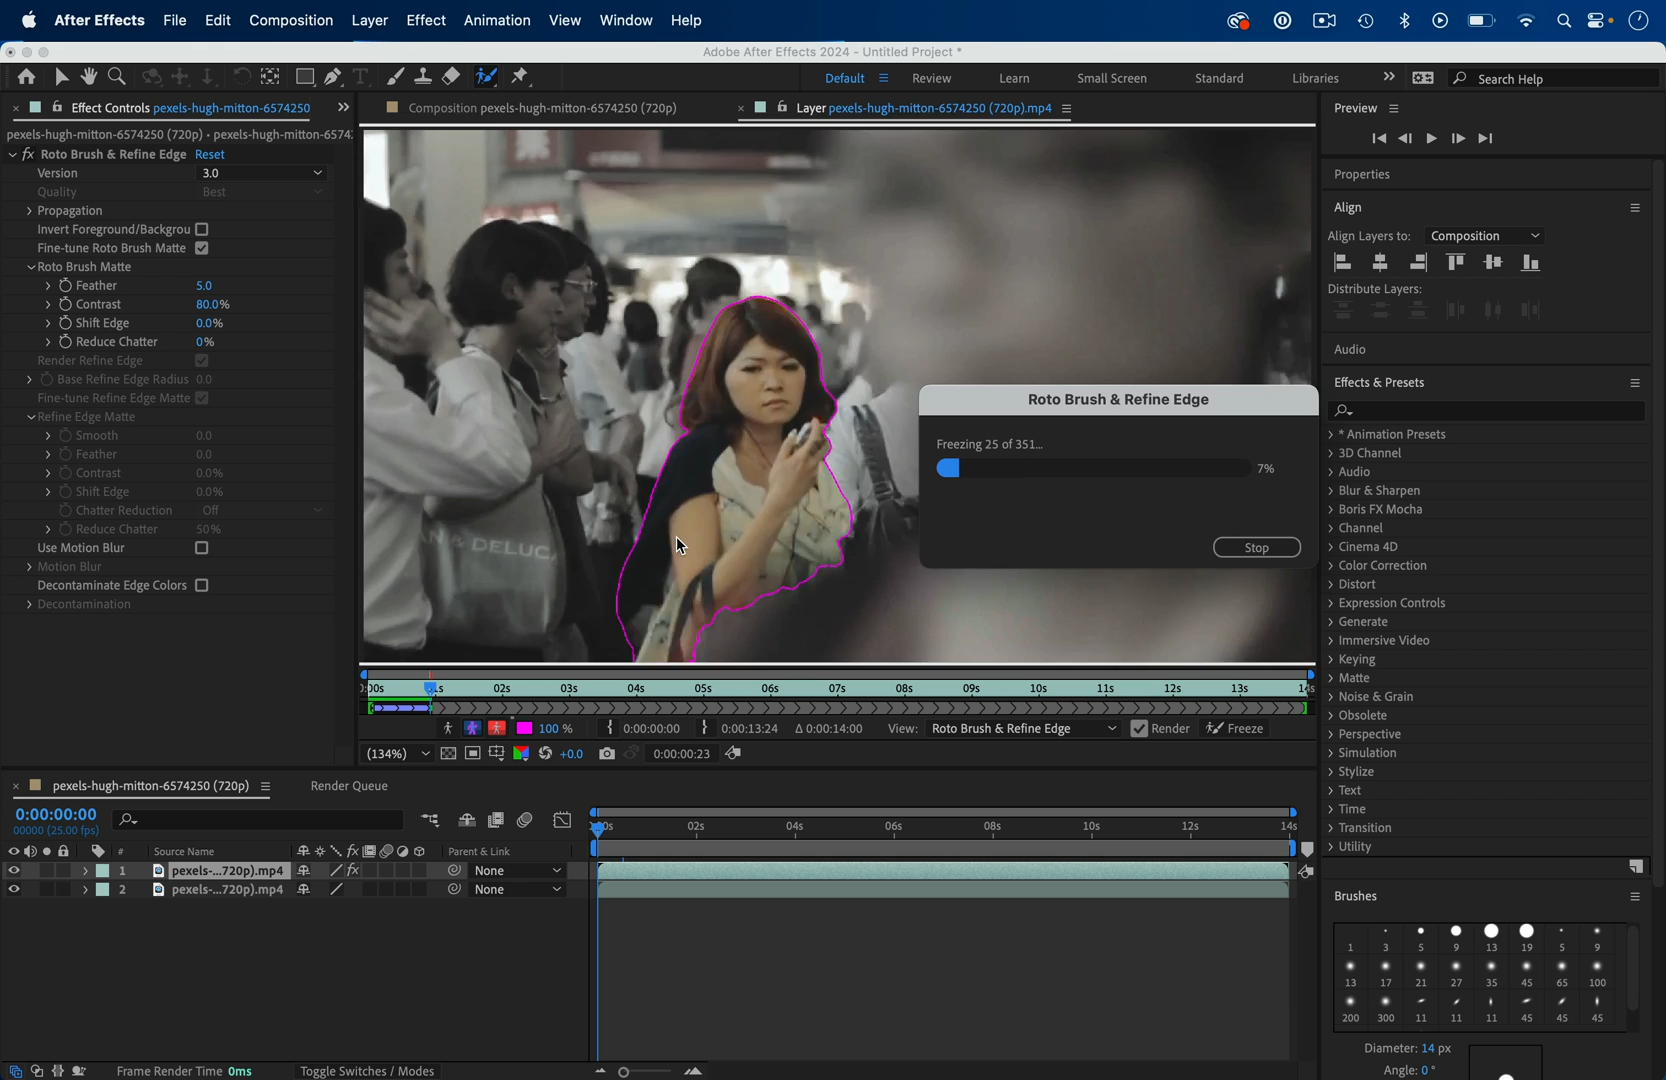 After Effects File Edit Composition Layer Effect Animation View Window Help
Adobe After Effects 2024 - Untitled Project *
Default Review Learn Small Screen Standard Libraries Search Help
Effect Controls pexels-hugh-mitton-6574250
pexels-hugh-mitton-6574250 (720p) • pexels-hugh-mitton-6574
Roto Brush & Refine Edge Reset
Version 3.0
Quality Best
Propagation
Invert Foreground/Backgrou
Fine-tune Roto Brush Matte
Roto Brush Matte
Feather 5.0
Contrast 80.0%
Shift Edge 0.0%
Reduce Chatter 0%
Render Refine Edge
Base Refine Edge Radius 0.0
Fine-tune Refine Edge Matte
Refine Edge Matte
Smooth 0.0
Feather 0.0
Contrast 0.0%
Shift Edge 0.0%
Chatter Reduction Off
Reduce Chatter 50%
Use Motion Blur
Motion Blur
Decontaminate Edge Colors
Decontamination
Composition pexels-hugh-mitton-6574250 (720p)
Layer pexels-hugh-mitton-6574250 (720p).mp4
N & DELUC
Roto Brush & Refine Edge
Freezing 25 of 351...
7%
Stop
00s 1s 02s 03s 04s 05s 06s 07s 08s 09s 10s 11s 12s 13s 14s
100 % 0:00:00:00 0:00:13:24 Δ 0:00:14:00 View: Roto Brush & Refine Edge Render Freeze
(134%) +0.0 0:00:00:23
Preview
Properties
Align
Align Layers to: Composition
Distribute Layers:
Audio
Effects & Presets
* Animation Presets
3D Channel
Audio
Blur & Sharpen
Boris FX Mocha
Channel
Cinema 4D
Color Correction
Distort
Expression Controls
Generate
Immersive Video
Keying
Matte
Noise & Grain
Obsolete
Perspective
Simulation
Stylize
Text
Time
Transition
Utility
Brushes
1 3 5 9 13 19 5 9
13 17 21 27 35 45 65 100
200 300 11 11 11 45 45 45
Diameter: 14 px
Angle: 0 °
pexels-hugh-mitton-6574250 (720p) Render Queue
0:00:00:00
00000 (25.00 fps)
00s 02s 04s 06s 08s 10s 12s 14s
# Source Name fx Parent & Link
1 pexels-...720p).mp4 fx None
2 pexels-...720p).mp4 None
Frame Render Time 0ms Toggle Switches / Modes